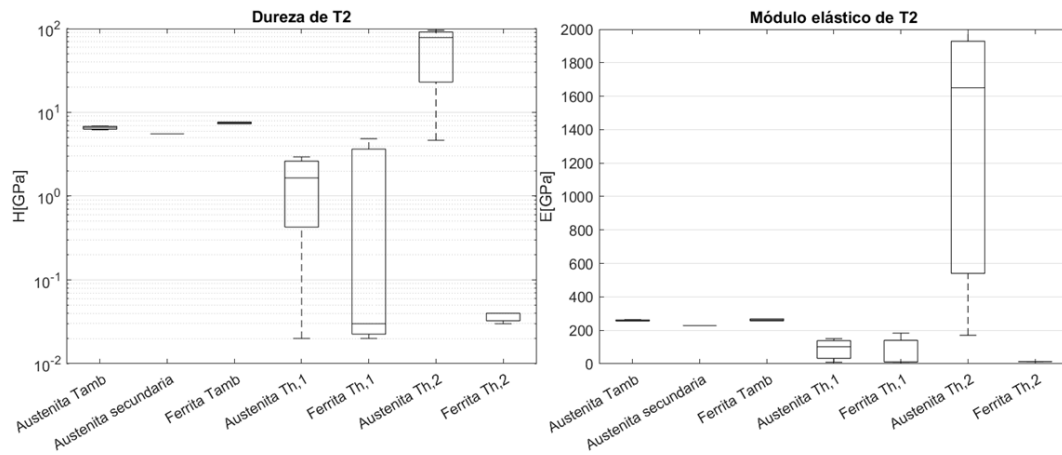 Dureza de T2
H[GPa]
10^2
10^1
10^0
10^-1
10^-2
Austenita Tamb
Austenita secundaria
Ferrita Tamb
Austenita Th,1
Ferrita Th,1
Austenita Th,2
Ferrita Th,2
Módulo elástico de T2
E[GPa]
2000
1800
1600
1400
1200
1000
800
600
400
200
0
Austenita Tamb
Austenita secundaria
Ferrita Tamb
Austenita Th,1
Ferrita Th,1
Austenita Th,2
Ferrita Th,2